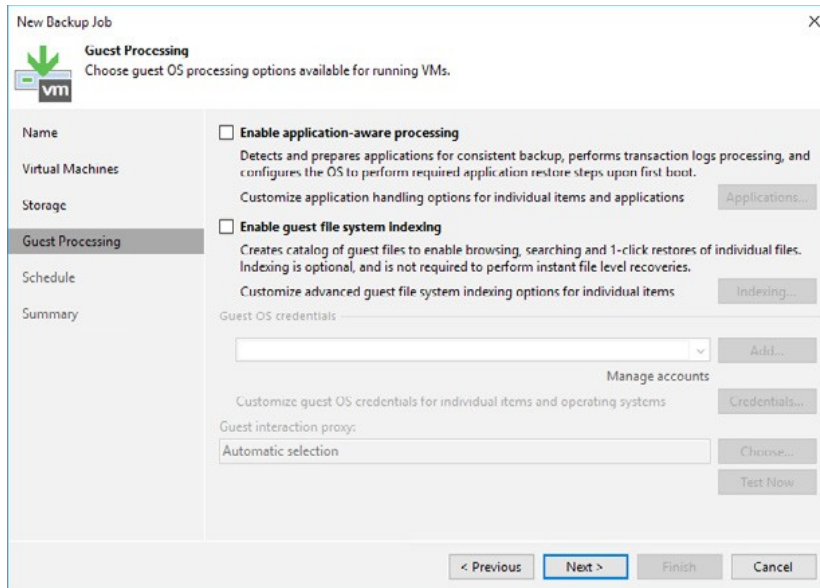 New Backup Job
Guest Processing
Choose guest OS processing options available for running VMs.
vm
Name
Virtual Machines
Storage
Guest Processing
Schedule
Summary
Enable application-aware processing
Detects and prepares applications for consistent backup, performs transaction logs processing, and
configures the OS to perform required application restore steps upon first boot.
Customize application handling options for individual items and applications
Applications...
Enable guest file system indexing
Creates catalog of guest files to enable browsing, searching and 1-click restores of individual files.
Indexing is optional, and is not required to perform instant file level recoveries.
Customize advanced guest file system indexing options for individual items
Indexing...
Guest OS credentials
Add...
Manage accounts
Customize guest OS credentials for individual items and operating systems
Credentials...
Guest interaction proxy:
Automatic selection
Choose...
Test Now
< Previous
Next >
Finish
Cancel